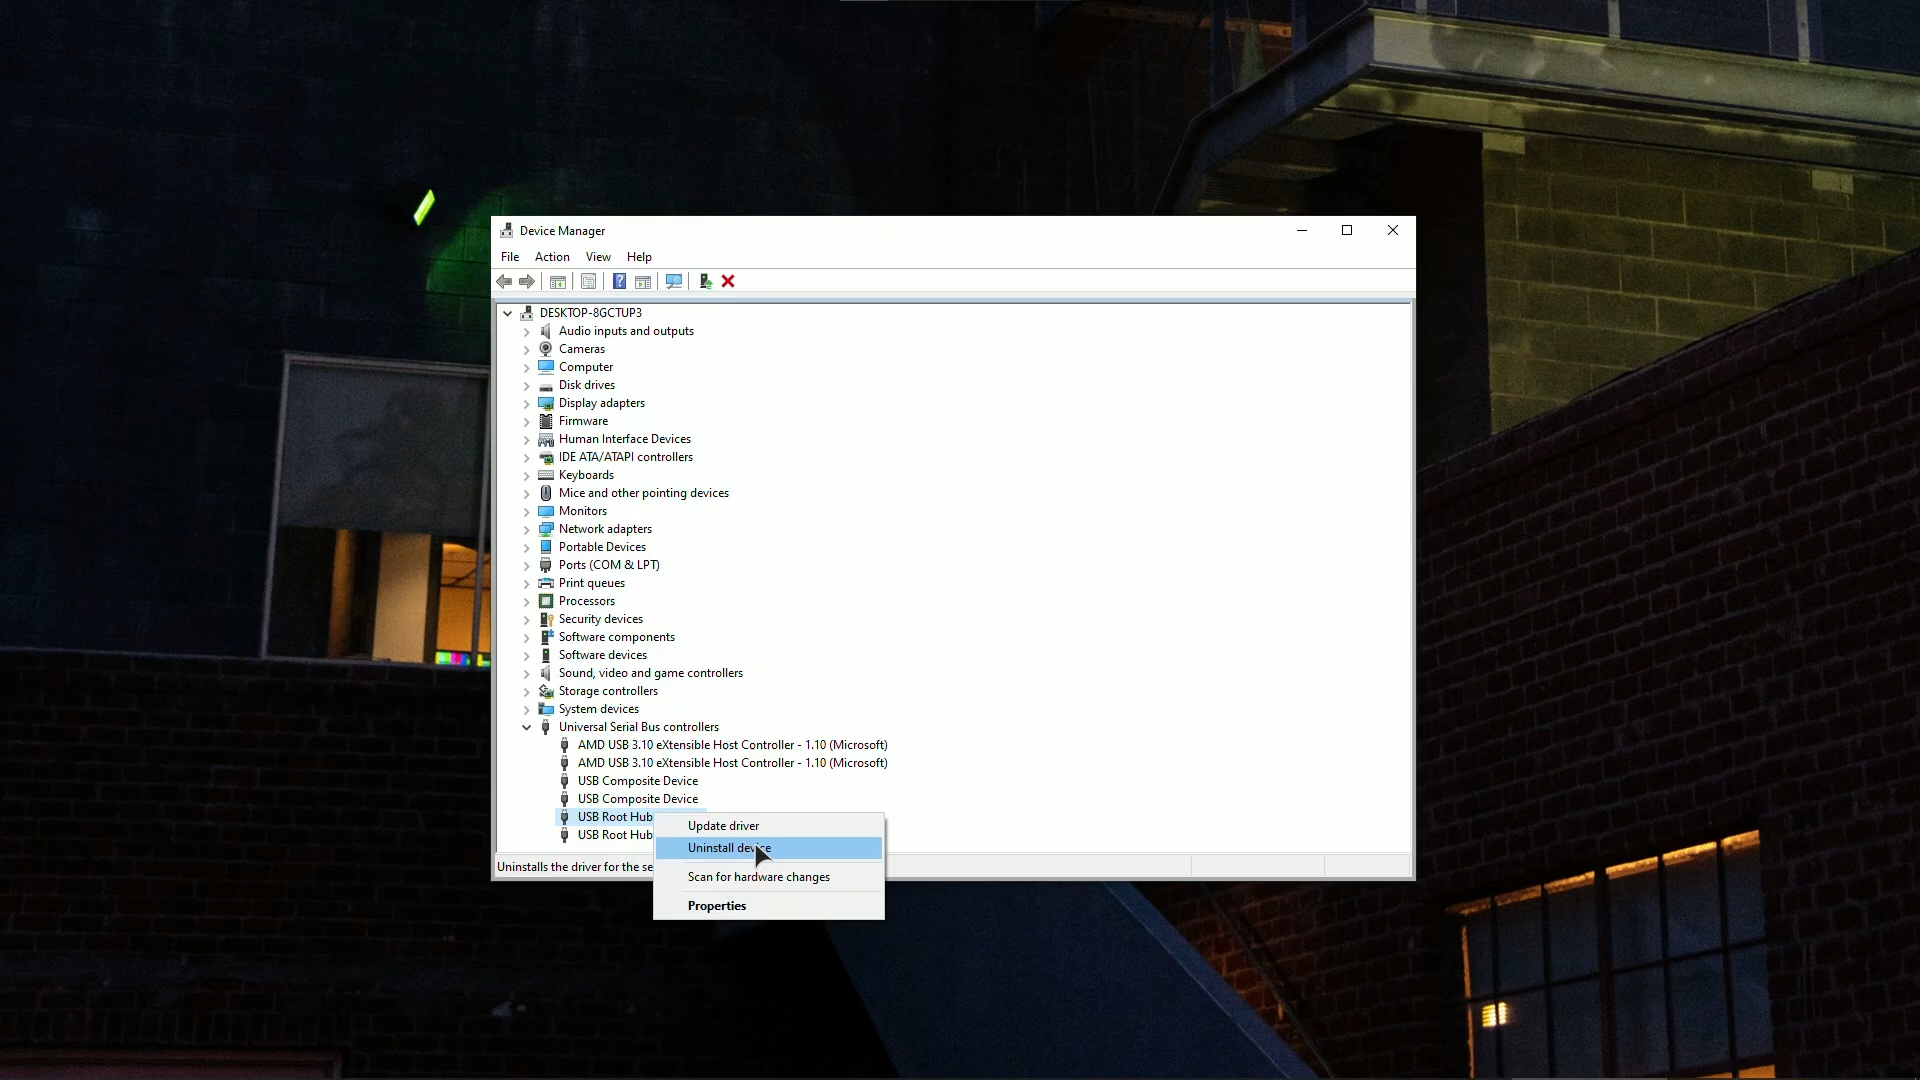 Device Manager
File Action View Help
DESKTOP-8GCTUP3
Audio inputs and outputs
Cameras
Computer
Disk drives
Display adapters
Firmware
Human Interface Devices
IDE ATA/ATAPI controllers
Keyboards
Mice and other pointing devices
Monitors
Network adapters
Portable Devices
Ports (COM & LPT)
Print queues
Processors
Security devices
Software components
Software devices
Sound, video and game controllers
Storage controllers
System devices
Universal Serial Bus controllers
AMD USB 3.10 eXtensible Host Controller - 1.10 (Microsoft)
AMD USB 3.10 eXtensible Host Controller - 1.10 (Microsoft)
USB Composite Device
USB Composite Device
USB Root Hub
USB Root Hub
Update driver
Uninstall device
Scan for hardware changes
Properties
Uninstalls the driver for the se